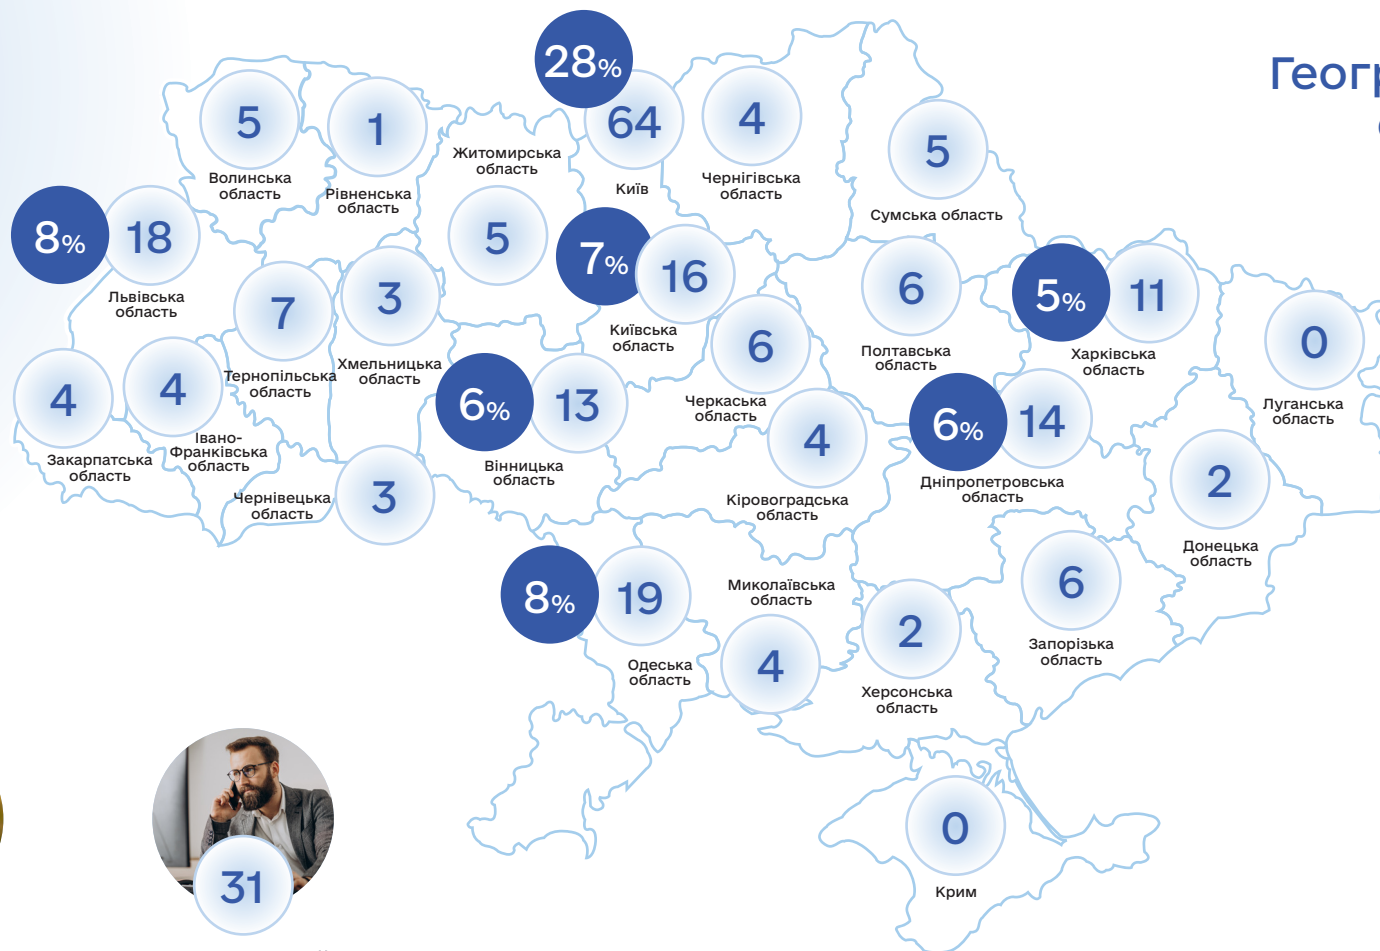 28%
Геогр
5
1
64
4
5
Житомирська
область
Волинська
область
Рівненська
область
Київ
Чернігівська
область
Сумська область
8%
18
5
7%
16
6
5%
11
Львівська
область
7
3
Київська
область
6
Полтавська
область
Харківська
область
0
Тернопільська
область
Хмельницька
область
4
4
6%
13
Черкаська
область
6%
14
Луганська
область
Закарпатська
область
Івано-
Франківська
область
Вінницька
область
4
Дніпропетровська
область
2
Чернівецька
область
3
Кіровоградська
область
Донецька
область
8%
19
Миколаївська
область
2
6
Запорізька
область
Одеська
область
4
Херсонська
область
0
Крим
31